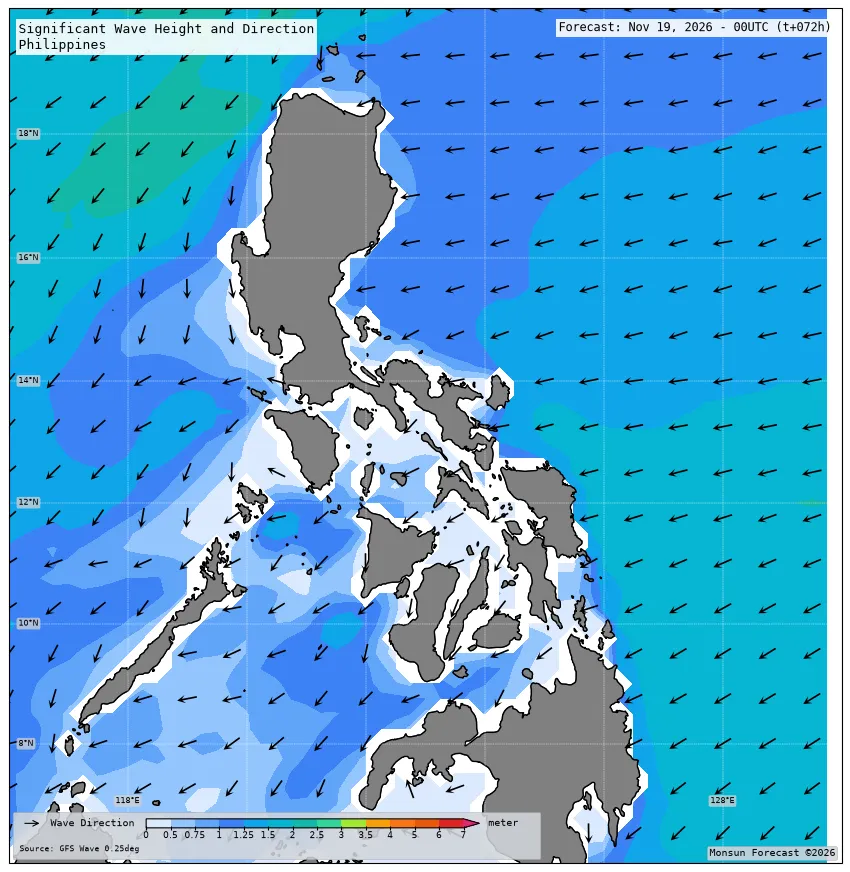 Significant Wave Height and Direction
Philippines
Forecast: Nov 19, 2026 - 00UTC (t+072h)
18°N
16°N
14°N
12°N
10°N
8°N
118°E
128°E
Wave Direction
0 0.5 0.75 1 1.25 1.5 2 2.5 3 3.5 4 5 6 7
meter
Source: GFS Wave 0.25deg
Monsun Forecast ©2026